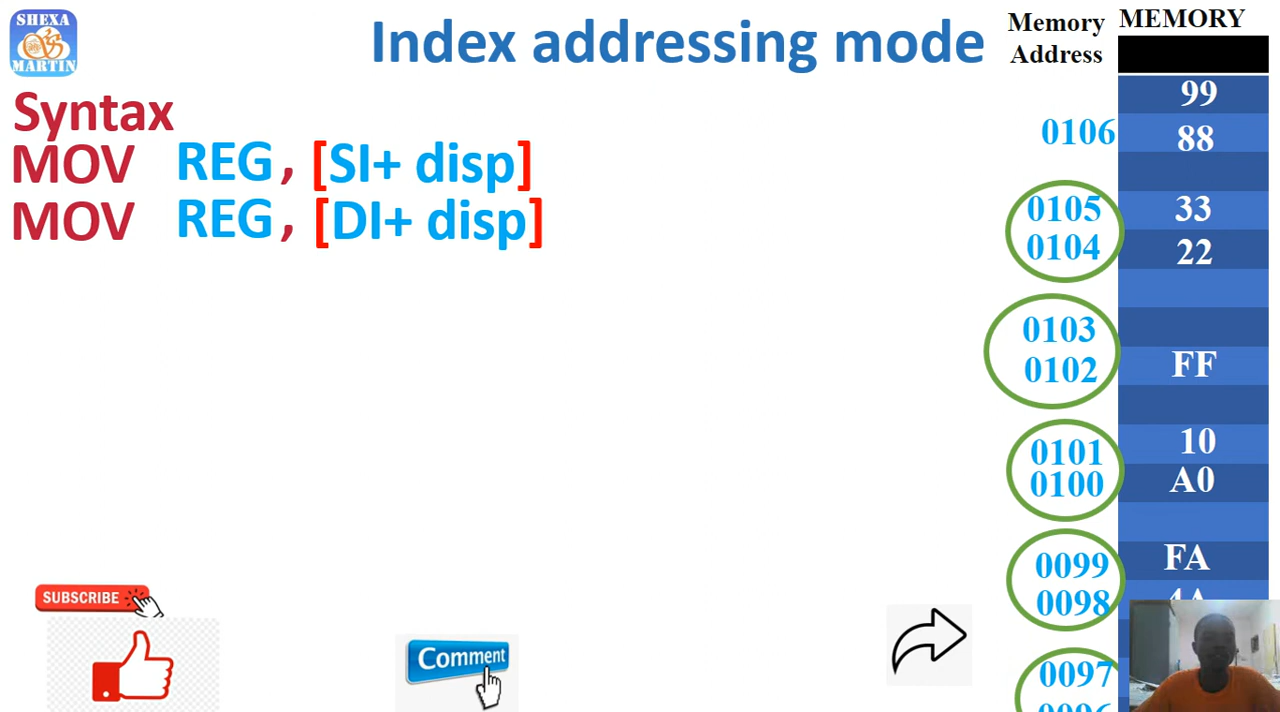 SHEXA
MARTIN
Index addressing mode
Memory
Address
MEMORY
Syntax
MOV REG , [SI+ disp]
MOV REG , [DI+ disp]
99
0106 88
0105 33
0104 22
0103
0102 FF
0101 10
0100 A0
0099 FA
0098 4A
0097
SUBSCRIBE
Comment